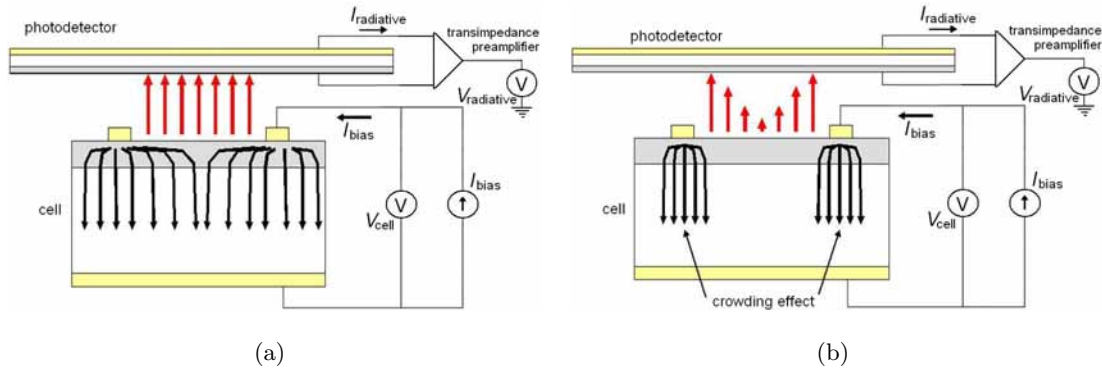 photodetector
I_radiative
transimpedance
preamplifier
V
V_radiative
I_bias
cell
V
V_cell
I_bias
(a)
photodetector
I_radiative
transimpedance
preamplifier
V
V_radiative
I_bias
cell
V
V_cell
I_bias
crowding effect
(b)